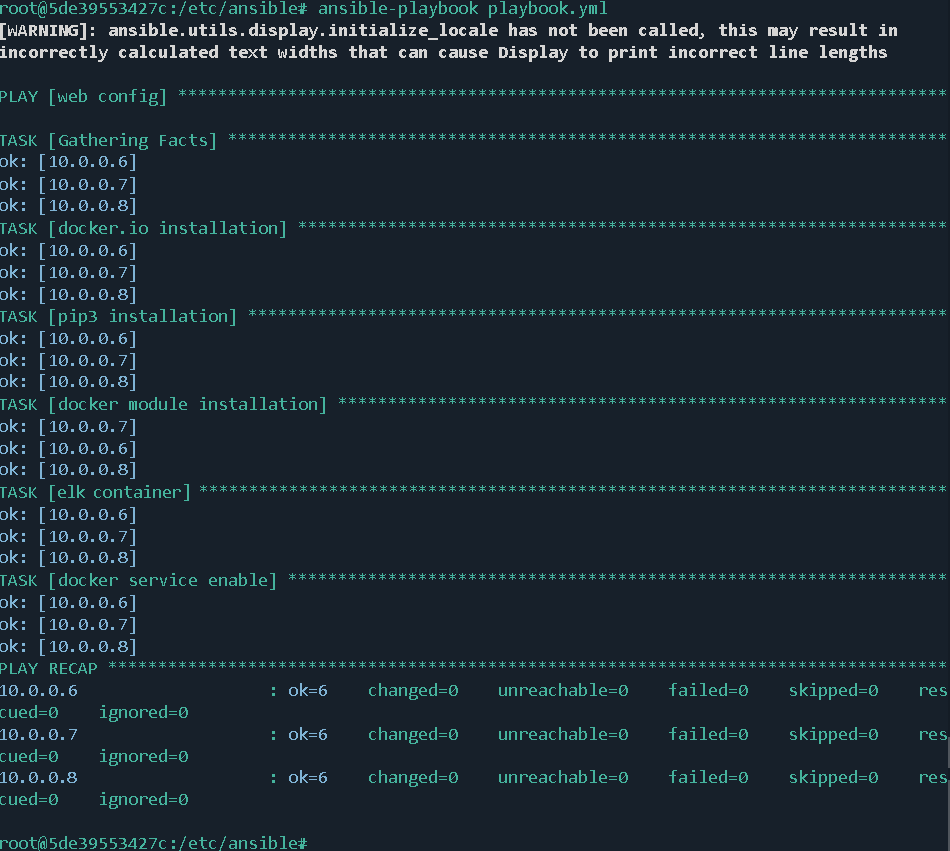 root@5de39553427c:/etc/ansible# ansible-playbook playbook.yml
[WARNING]: ansible.utils.display.initialize_locale has not been called, this may result in
incorrectly calculated text widths that can cause Display to print incorrect line lengths
PLAY [web config] *****************************************************************************
TASK [Gathering Facts] ************************************************************************
ok: [10.0.0.6]
ok: [10.0.0.7]
ok: [10.0.0.8]
TASK [docker.io installation] *****************************************************************
ok: [10.0.0.6]
ok: [10.0.0.7]
ok: [10.0.0.8]
TASK [pip3 installation] **********************************************************************
ok: [10.0.0.6]
ok: [10.0.0.7]
ok: [10.0.0.8]
TASK [docker module installation] *************************************************************
ok: [10.0.0.7]
ok: [10.0.0.6]
ok: [10.0.0.8]
TASK [elk container] ***************************************************************************
ok: [10.0.0.6]
ok: [10.0.0.7]
ok: [10.0.0.8]
TASK [docker service enable] ******************************************************************
ok: [10.0.0.6]
ok: [10.0.0.7]
ok: [10.0.0.8]
PLAY RECAP ************************************************************************************
10.0.0.6                   : ok=6    changed=0    unreachable=0    failed=0    skipped=0    res
cued=0    ignored=0
10.0.0.7                   : ok=6    changed=0    unreachable=0    failed=0    skipped=0    res
cued=0    ignored=0
10.0.0.8                   : ok=6    changed=0    unreachable=0    failed=0    skipped=0    res
cued=0    ignored=0
root@5de39553427c:/etc/ansible#